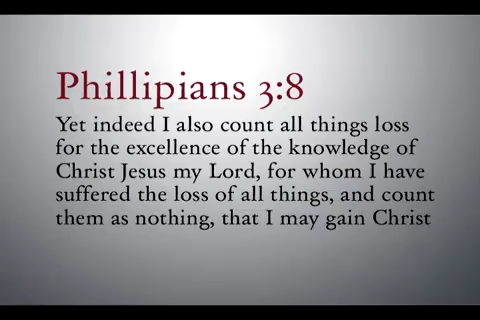 Phillipians 3:8
Yet indeed I also count all things loss
for the excellence of the knowledge of
Christ Jesus my Lord, for whom I have
suffered the loss of all things, and count
them as nothing, that I may gain Christ